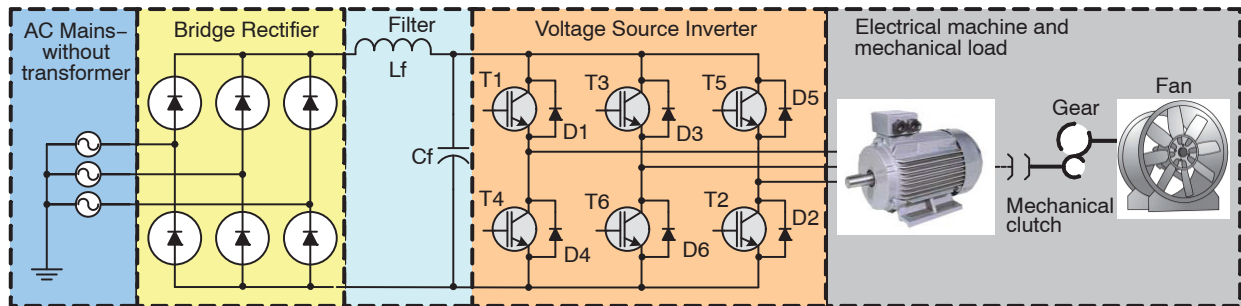 AC Mains–
without
transformer
Bridge Rectifier
Filter
Lf
Cf
Voltage Source Inverter
T1
D1
T3
D3
T5
D5
T4
D4
T6
D6
T2
D2
Electrical machine and
mechanical load
Gear
Fan
Mechanical
clutch